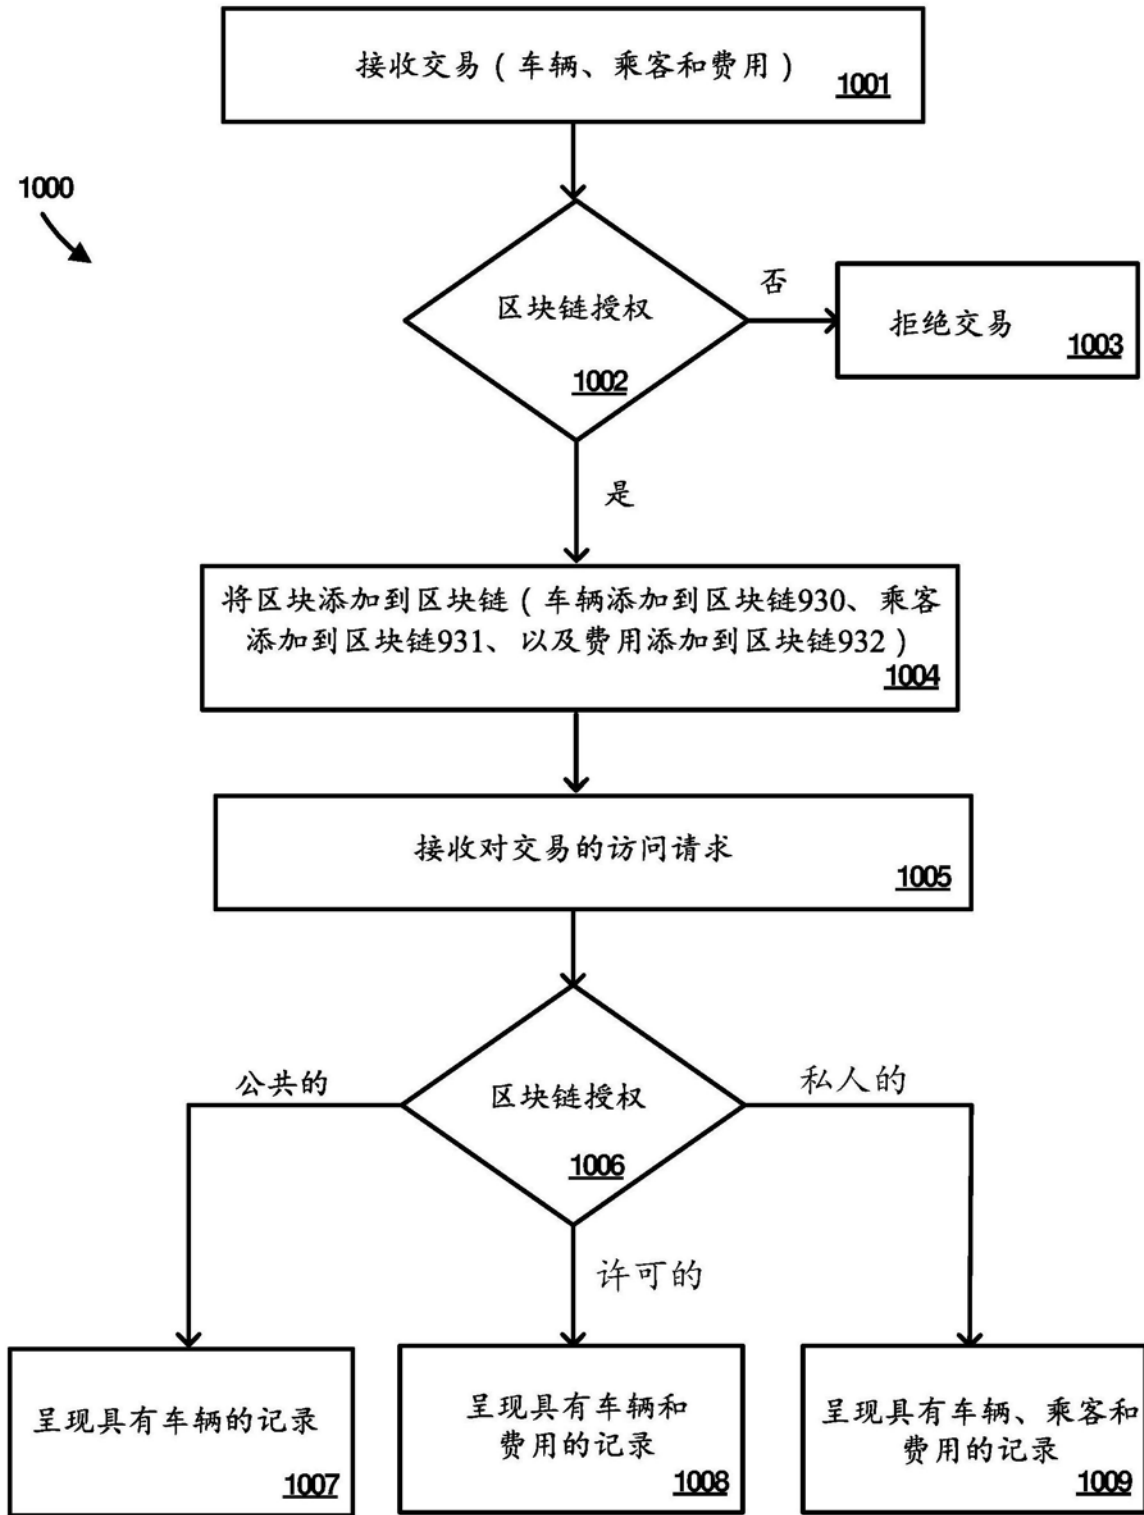 接收交易（车辆、乘客和费用）
1001
1000
区块链授权
1002
否
拒绝交易
1003
是
将区块添加到区块链（车辆添加到区块链930、乘客
添加到区块链931、以及费用添加到区块链932）
1004
接收对交易的访问请求
1005
公共的
区块链授权
1006
私人的
许可的
呈现具有车辆的记录
1007
呈现具有车辆和
费用的记录
1008
呈现具有车辆、乘客和
费用的记录
1009